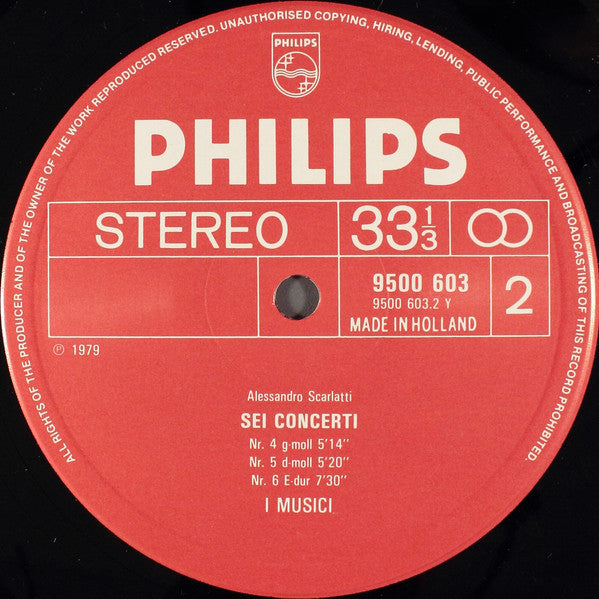 ALL RIGHTS OF THE PRODUCER AND OF THE OWNER OF THE WORK REPRODUCED RESERVED. UNAUTHORISED COPYING, HIRING, LENDING, PUBLIC PERFORMANCE AND BROADCASTING OF THIS RECORD PROHIBITED.
PHILIPS
PHILIPS
STEREO
33 1/3
9500 603
9500 603.2 Y
MADE IN HOLLAND
2
℗ 1979
Alessandro Scarlatti
SEI CONCERTI
Nr. 4 g-moll 5'14''
Nr. 5 d-moll 5'20''
Nr. 6 E-dur 7'30''
I MUSICI